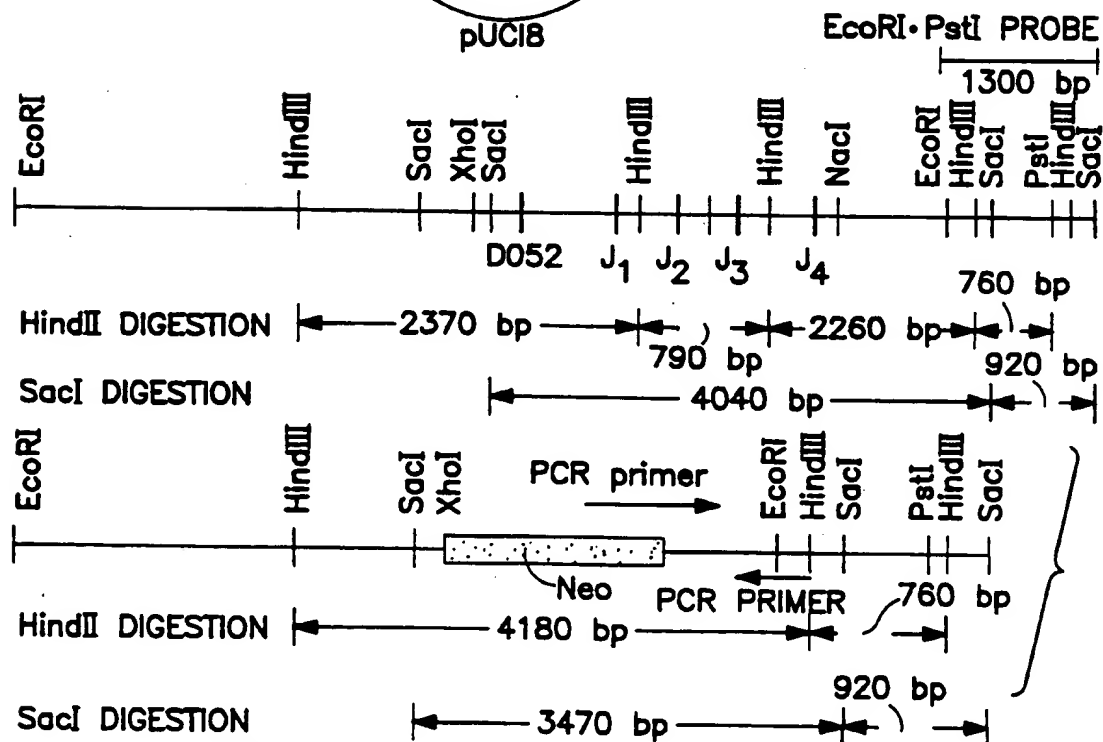 pUC18
EcoRI•PstI PROBE
1300 bp
EcoRI
HindIII
SacI
XhoI
SacI
HindIII
HindIII
NacI
EcoRI
HindIII
SacI
PstI
HindIII
SacI
D052
J1
J2
J3
J4
HindII DIGESTION
2370 bp
790 bp
2260 bp
760 bp
SacI DIGESTION
4040 bp
920 bp
EcoRI
HindIII
SacI
XhoI
PCR primer
EcoRI
HindIII
SacI
PstI
HindIII
SacI
Neo
PCR PRIMER
HindII DIGESTION
4180 bp
760 bp
SacI DIGESTION
3470 bp
920 bp